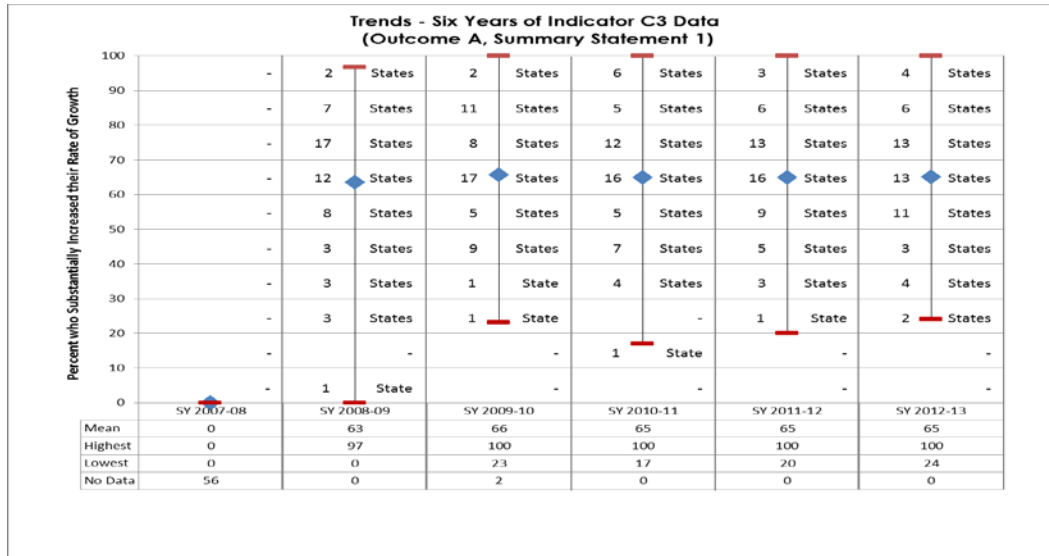 Trends - Six Years of Indicator C3 Data
(Outcome A, Summary Statement 1)
Percent who Substantially Increased their Rate of Growth
100
- 2 States 2 States 6 States 3 States 4 States
90
- 7 States 11 States 5 States 6 States 6 States
80
- 17 States 8 States 12 States 13 States 13 States
70
- 12 States 17 States 16 States 16 States 13 States
60
- 8 States 5 States 5 States 9 States 11 States
50
- 3 States 9 States 7 States 5 States 3 States
40
- 3 States 1 State 4 States 3 States 4 States
30
- 3 States 1 State - 1 State 2 States
20
- - - 1 State - -
10
- 1 State - - - -
0
SY 2007-08 SY 2008-09 SY 2009-10 SY 2010-11 SY 2011-12 SY 2012-13
Mean 0 63 66 65 65 65
Highest 0 97 100 100 100 100
Lowest 0 0 23 17 20 24
No Data 56 0 2 0 0 0